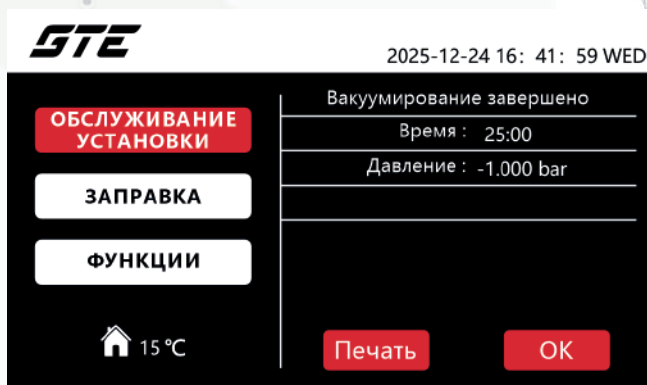 GTE
2025-12-24 16: 41: 59 WED
ОБСЛУЖИВАНИЕ
УСТАНОВКИ
ЗАПРАВКА
ФУНКЦИИ
15 ℃
Вакуумирование завершено
Время : 25:00
Давление : -1.000 bar
Печать
OK